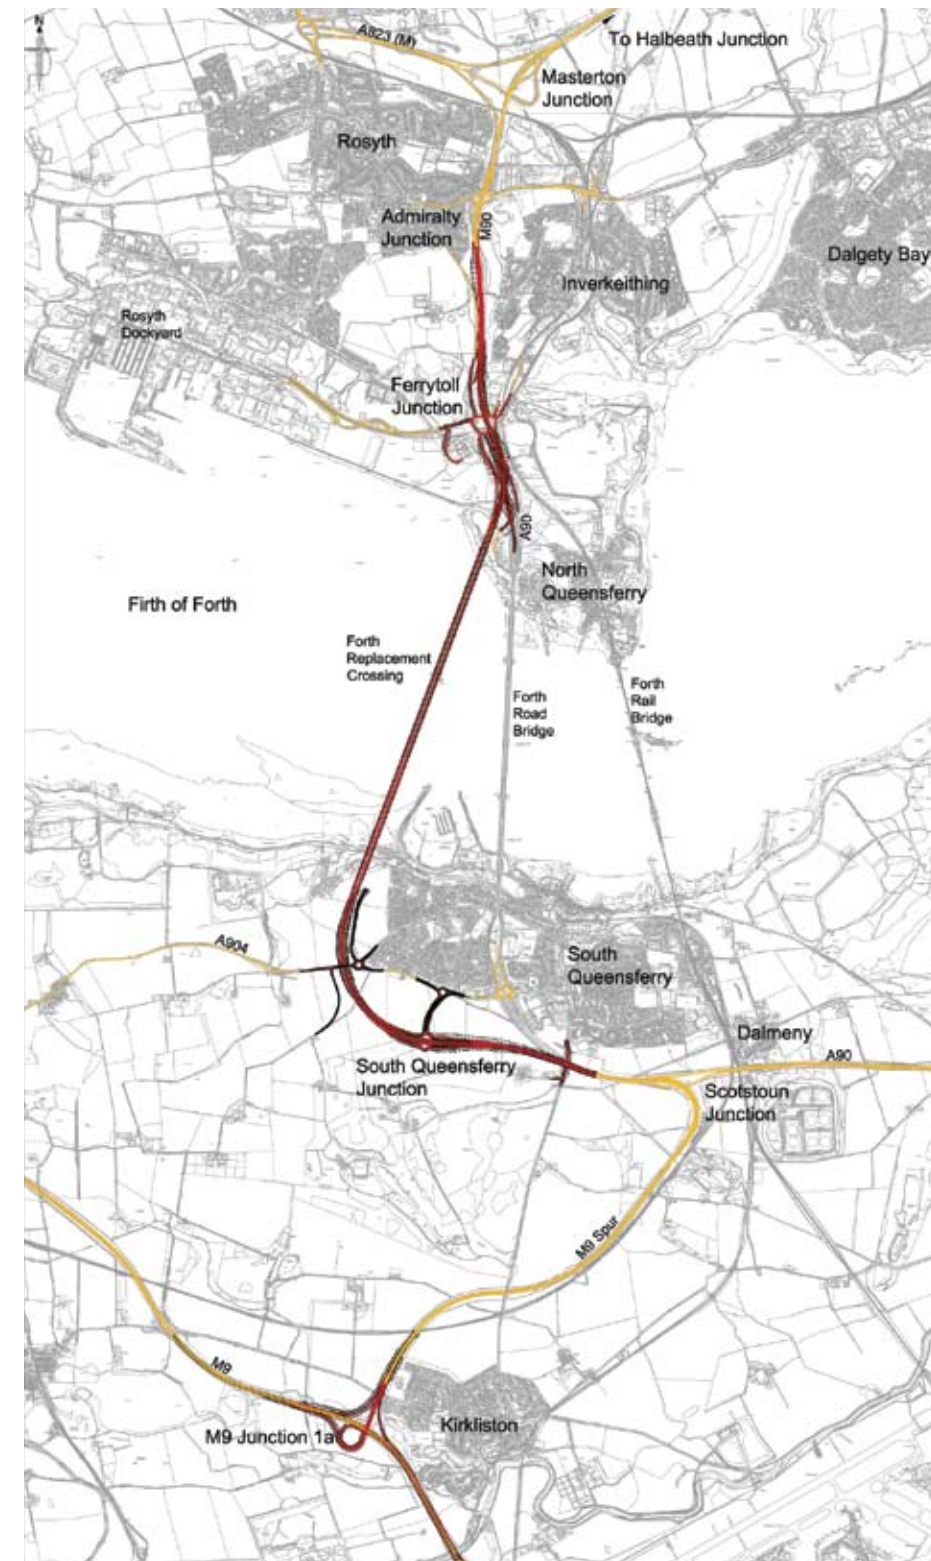 N
A823 (M)
To Halbeath Junction
Masterton
Junction
Rosyth
Admiralty
Junction
M90
Dalgety Bay
Inverkeithing
Rosyth
Dockyard
Ferrytoll
Junction
A90
North
Queensferry
Firth of Forth
Forth
Replacement
Crossing
Forth
Road
Bridge
Forth
Rail
Bridge
A904
South
Queensferry
Dalmeny
A90
South Queensferry
Junction
Scotstoun
Junction
M9 Spur
M9
M9 Junction 1a
Kirkliston